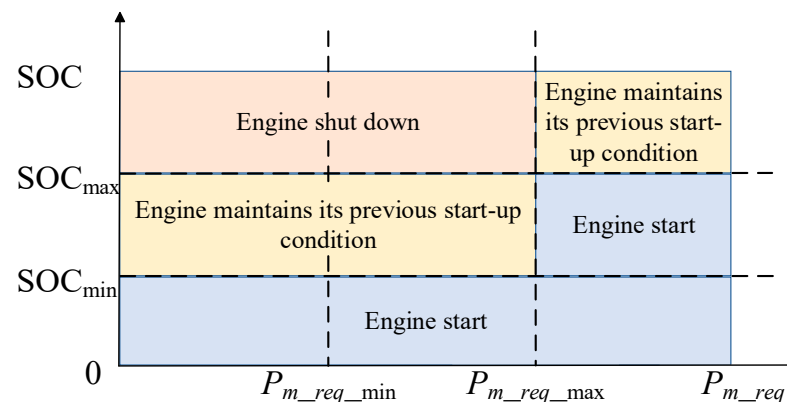 SOC
Engine shut down
Engine maintains
its previous start-
up condition
SOCmax
Engine maintains its previous start-up
condition
Engine start
SOCmin
Engine start
0
Pm_req_min
Pm_req_max
Pm_req